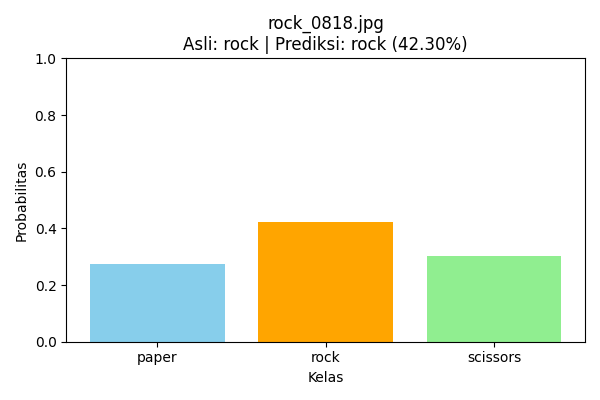 rock_0818.jpg
Asli: rock | Prediksi: rock (42.30%)
1.0
0.8
0.6
0.4
0.2
0.0
Probabilitas
paper rock scissors
Kelas